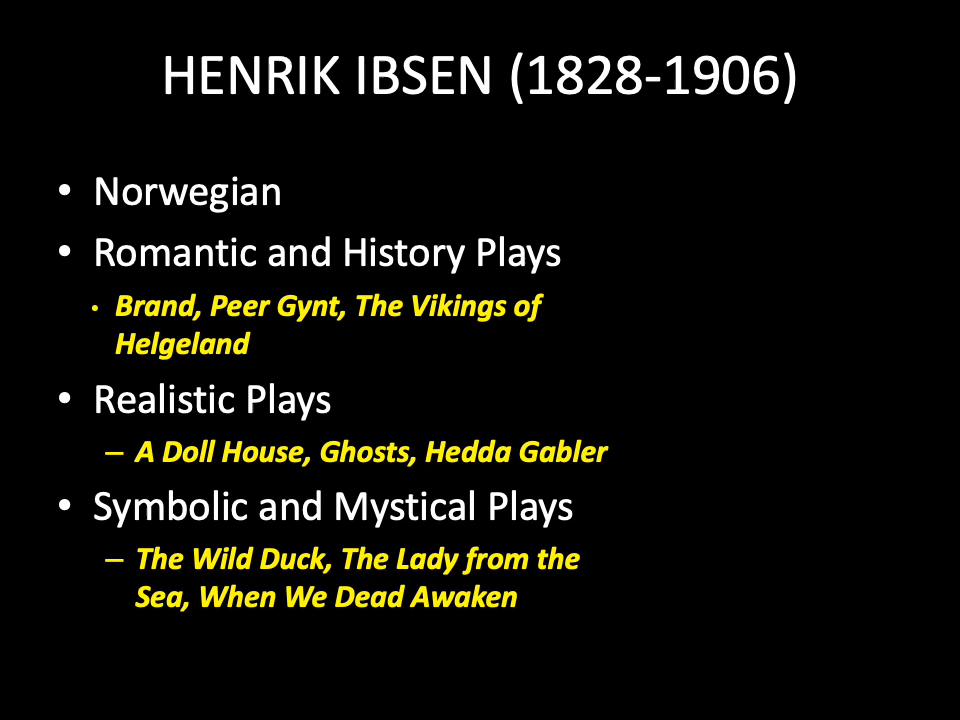 HENRIK IBSEN (1828-1906)
• Norwegian
• Romantic and History Plays
• Brand, Peer Gynt, The Vikings of
Helgeland
• Realistic Plays
– A Doll House, Ghosts, Hedda Gabler
• Symbolic and Mystical Plays
– The Wild Duck, The Lady from the
Sea, When We Dead Awaken